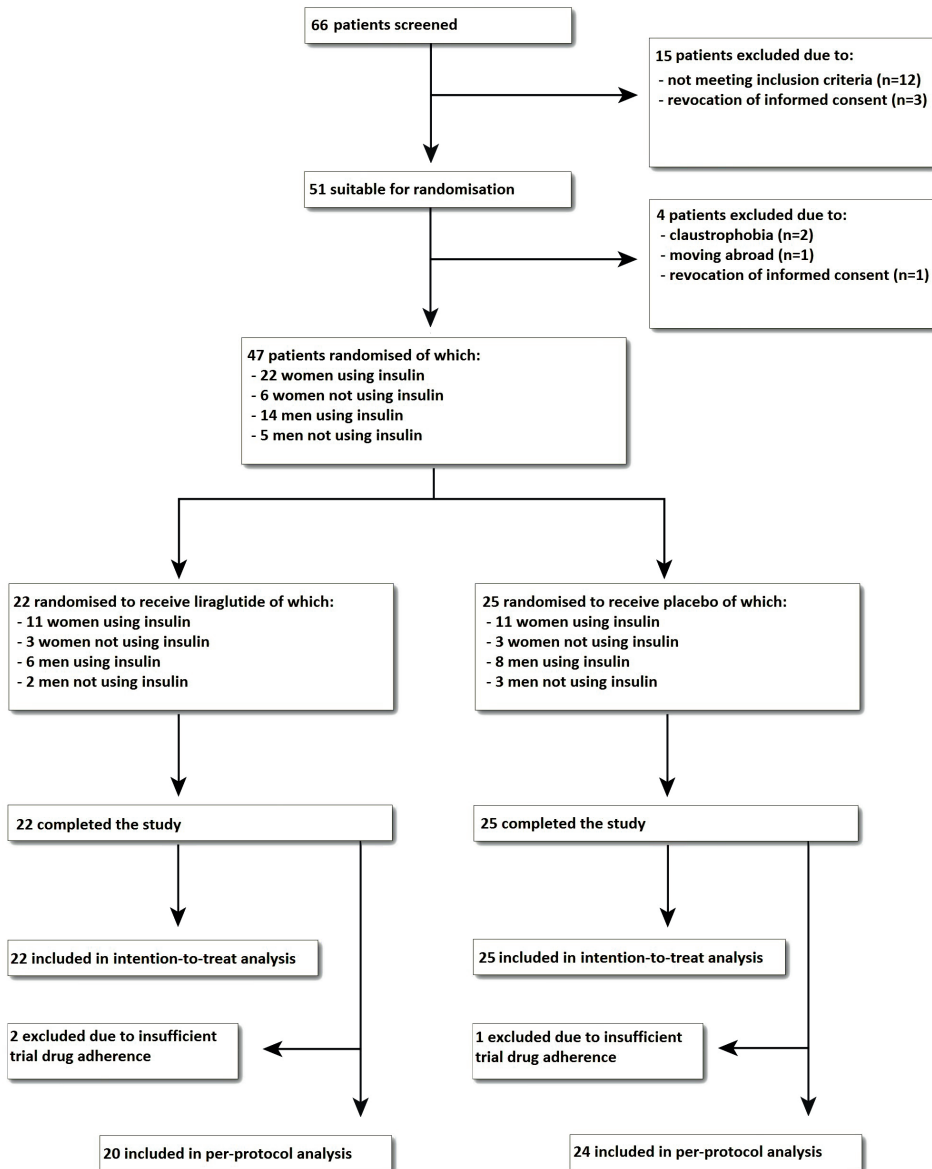 66 patients screened
15 patients excluded due to:
- not meeting inclusion criteria (n=12)
- revocation of informed consent (n=3)
51 suitable for randomisation
4 patients excluded due to:
- claustrophobia (n=2)
- moving abroad (n=1)
- revocation of informed consent (n=1)
47 patients randomised of which:
- 22 women using insulin
- 6 women not using insulin
- 14 men using insulin
- 5 men not using insulin
22 randomised to receive liraglutide of which:
- 11 women using insulin
- 3 women not using insulin
- 6 men using insulin
- 2 men not using insulin
25 randomised to receive placebo of which:
- 11 women using insulin
- 3 women not using insulin
- 8 men using insulin
- 3 men not using insulin
22 completed the study
25 completed the study
22 included in intention-to-treat analysis
25 included in intention-to-treat analysis
2 excluded due to insufficient
trial drug adherence
1 excluded due to insufficient
trial drug adherence
20 included in per-protocol analysis
24 included in per-protocol analysis